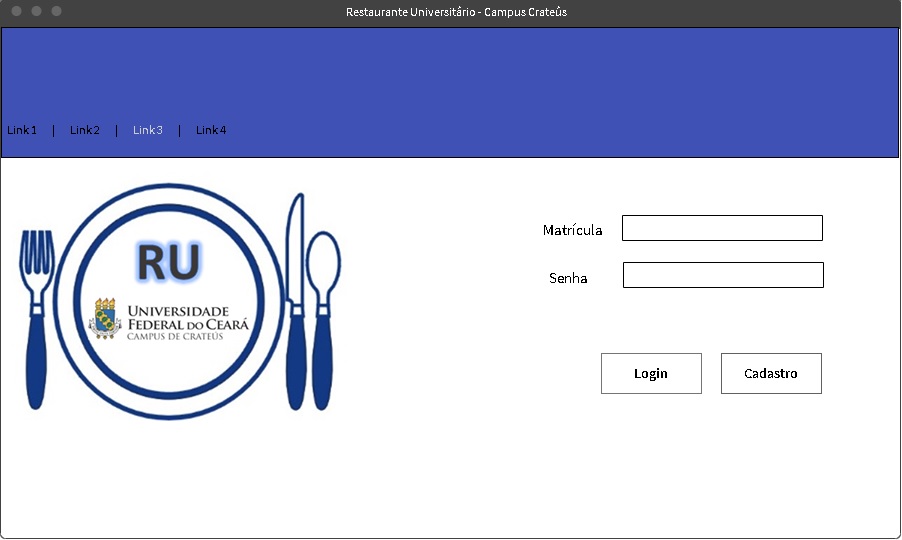 Restaurante Universitário - Campus Crateús
Link1 | Link2 | Link3 | Link4
RU
UNIVERSIDADE
FEDERAL DO CEARÁ
CAMPUS DE CRATEÚS
Matrícula
Senha
Login Cadastro